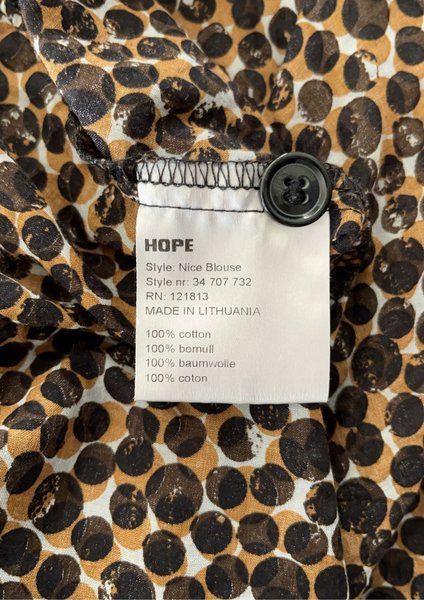 HOPE
Style: Nice Blouse
Style nr: 34 707 732
RN: 121813
MADE IN LITHUANIA
100% cotton
100% bomull
100% baumwolle
100% coton